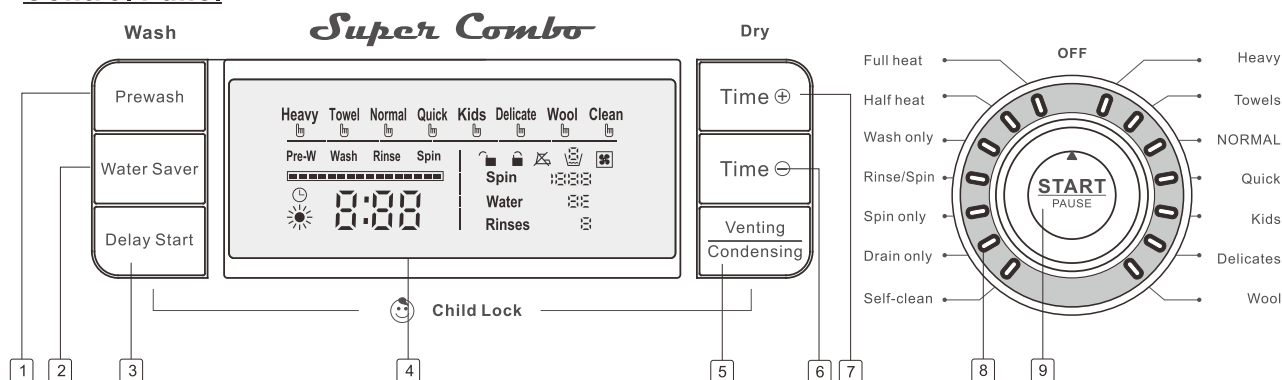 Control Panel
Wash
Super Combo
Dry
Prewash
Water Saver
Delay Start
Heavy Towel Normal Quick Kids Delicate Wool Clean
Pre-W Wash Rinse Spin
Spin 1888
Water 8E
Rinses 8
8:88
Time ⊕
Time ⊖
Venting
Condensing
Child Lock
OFF
Full heat
Half heat
Wash only
Rinse/Spin
Spin only
Drain only
Self-clean
START
PAUSE
Heavy
Towels
NORMAL
Quick
Kids
Delicates
Wool
1 2 3 4 5 6 7 8 9